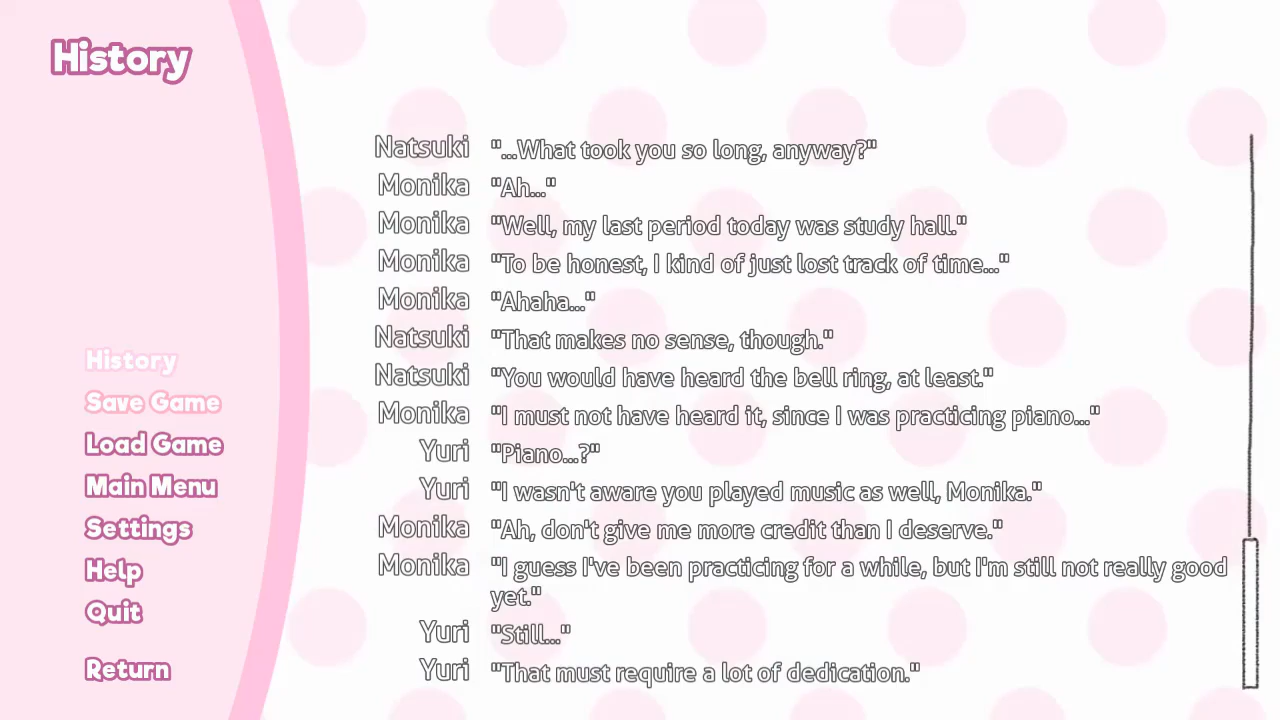 History
Natsuki "...What took you so long, anyway?"
Monika "Ah..."
Monika "Well, my last period today was study hall."
Monika "To be honest, I kind of just lost track of time..."
Monika "Ahaha..."
Natsuki "That makes no sense, though."
Natsuki "You would have heard the bell ring, at least."
Monika "I must not have heard it, since I was practicing piano..."
Yuri "Piano...?"
Yuri "I wasn't aware you played music as well, Monika."
Monika "Ah, don't give me more credit than I deserve."
Monika "I guess I've been practicing for a while, but I'm still not really good
yet."
Yuri "Still..."
Yuri "That must require a lot of dedication."
History
Save Game
Load Game
Main Menu
Settings
Help
Quit
Return